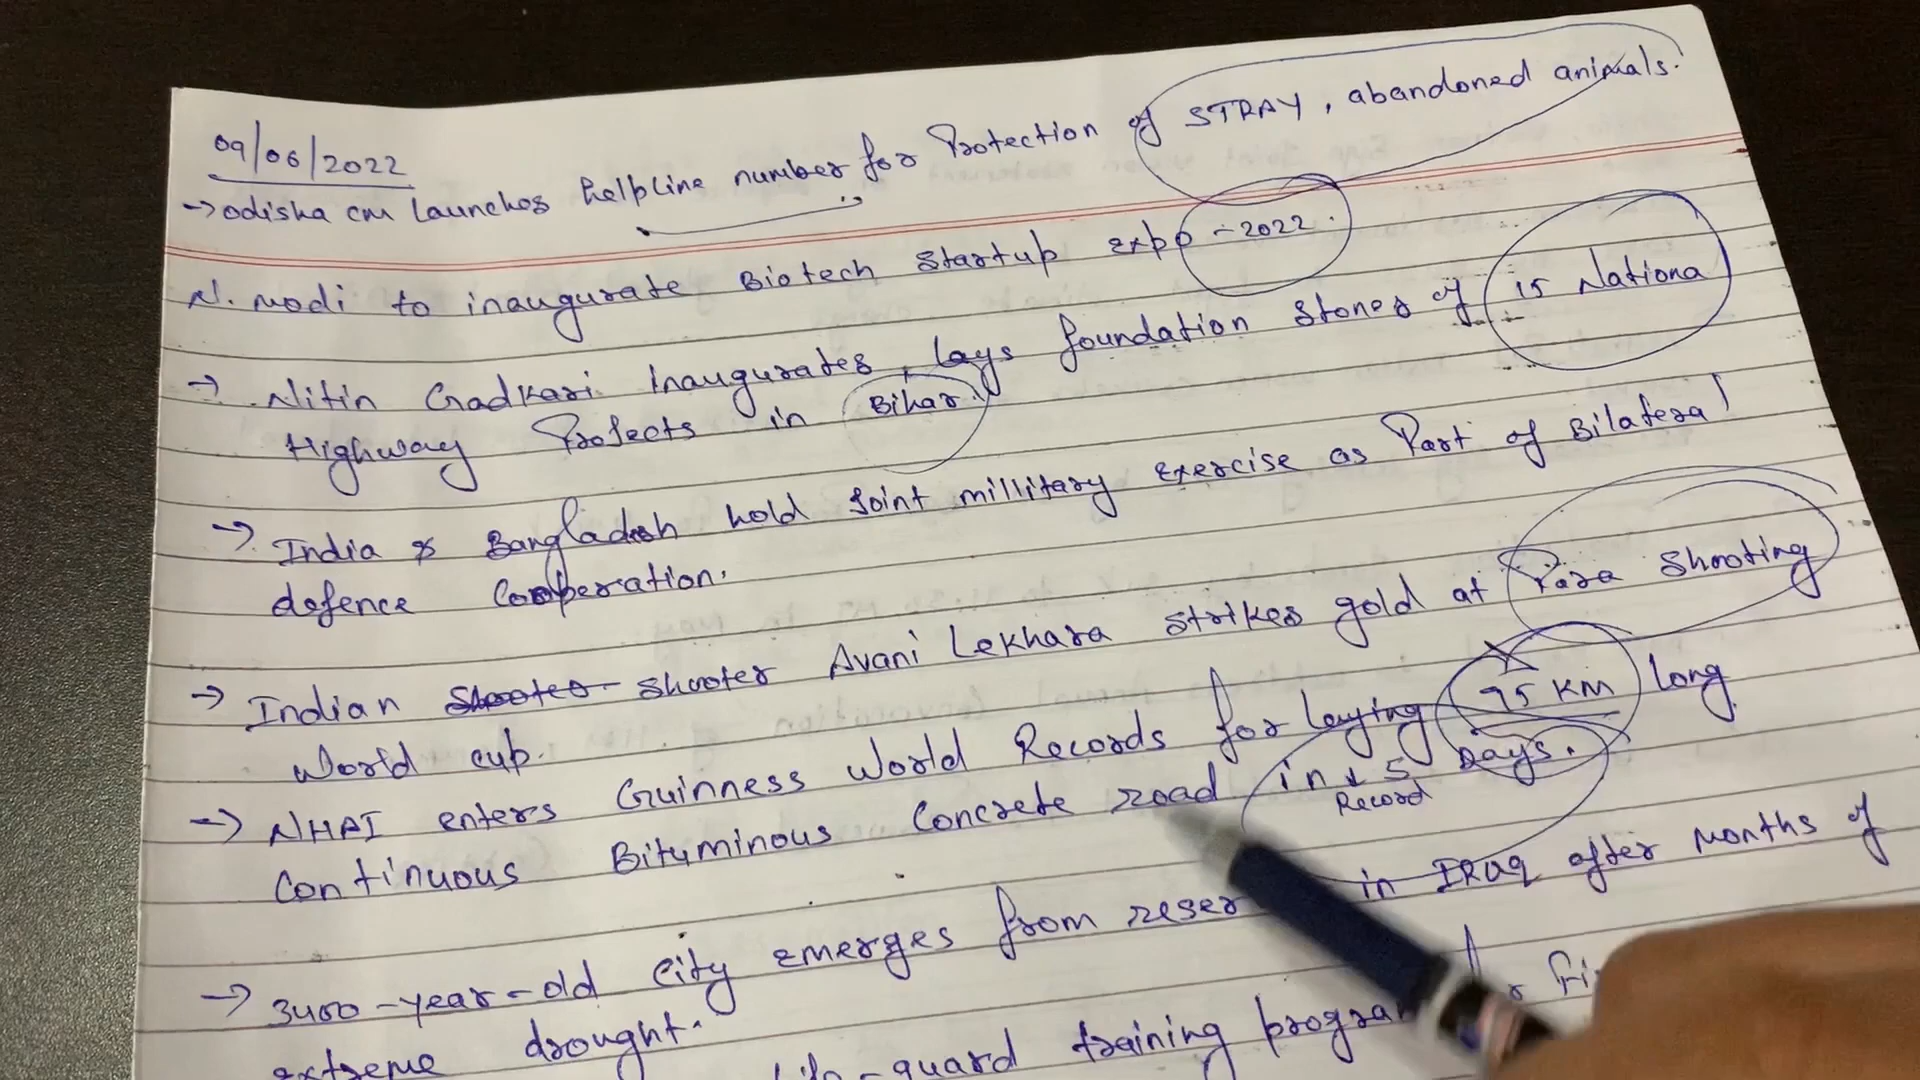 09/06/2022
→ Odisha CM Launches helpline number for Protection of STRAY, abandoned animals.
N. Modi to inaugurate Biotech Startup Expo - 2022.
→ Nitin Gadkari Inaugurates, lays foundation stones of 15 Nationa
Highway Projects in Bihar.
→ India & Bangladesh hold Joint millitary exercise as Part of Bilateral
defence Cooperation.
→ Indian Shooter Shooter Avani Lekhara strikes gold at Para Shooting
World cup.
→ NHAI enters Guinness World Records for laying 75 KM long
Continuous Bituminous Concrete road in 5 Days.
Record
→ 3400-year-old city emerges from reser in IRAQ after months of
extreme drought.
guard training program